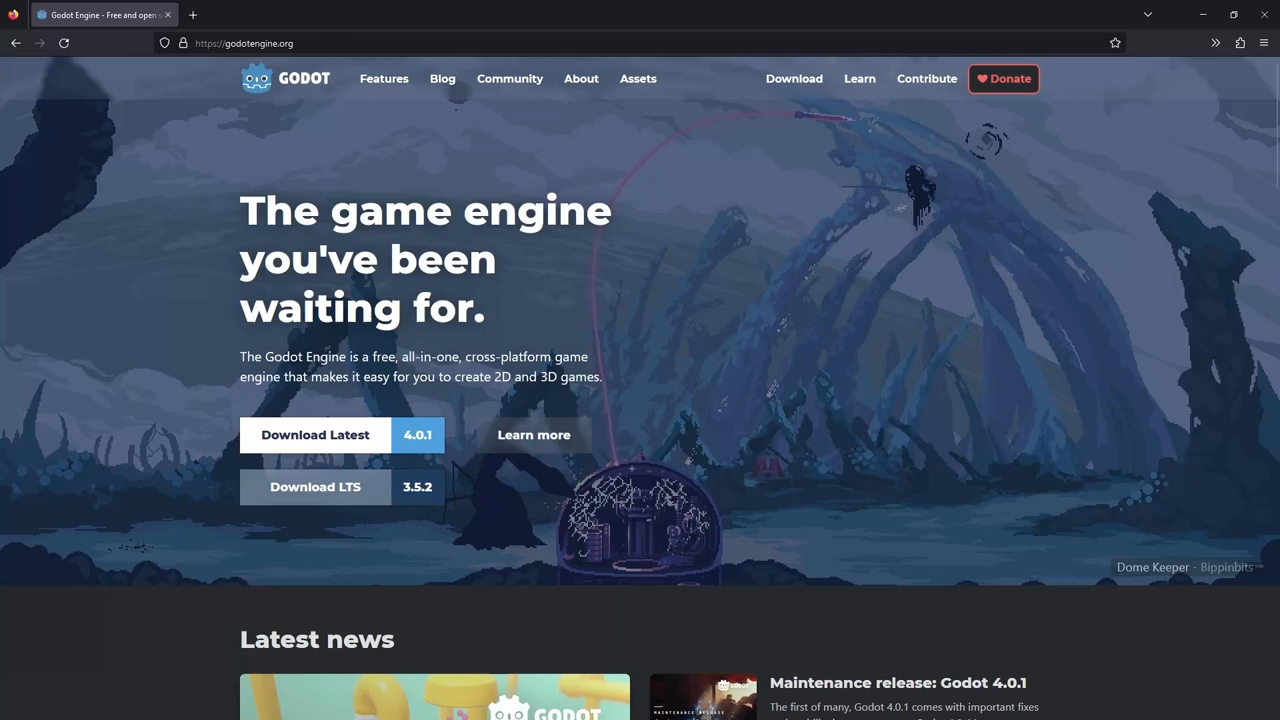 Godot Engine - Free and open
https://godotengine.org
GODOT
Features
Blog
Community
About
Assets
Download
Learn
Contribute
Donate
The game engine
you've been
waiting for.
The Godot Engine is a free, all-in-one, cross-platform game
engine that makes it easy for you to create 2D and 3D games.
Download Latest 4.0.1
Learn more
Download LTS 3.5.2
Dome Keeper - Bippinbits
Latest news
GODOT
GODOT
MAINTENANCE RELEASE
Maintenance release: Godot 4.0.1
The first of many, Godot 4.0.1 comes with important fixes